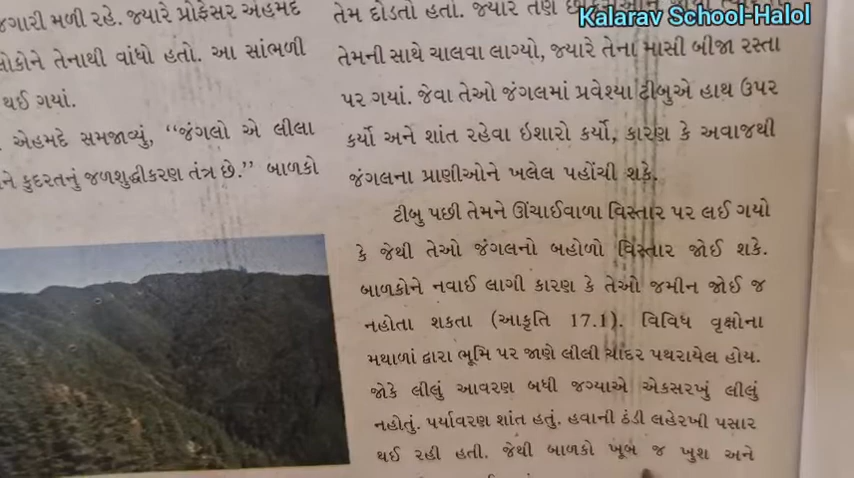 Kalarav School-Halol
જગારી મળી રહે. જ્યારે પ્રોફેસર અહમદે
લોકોને તેનાથી વાંધો હતો. આ સાંભળી
થઈ ગયાં.
એહમદે સમજાવ્યું, “જંગલો એ લીલા
ને કુદરતનું જળશુદ્ધીકરણ તંત્ર છે.” બાળકો
તેમ દોડતો હતો. જ્યારે તેણે
તેમની સાથે ચાલવા લાગ્યો, જ્યારે તેના માસી બીજા રસ્તા
પર ગયાં. જેવા તેઓ જંગલમાં પ્રવેશ્યા ટીબુએ હાથ ઉપર
કર્યો અને શાંત રહેવા ઇશારો કર્યો, કારણ કે અવાજથી
જંગલના પ્રાણીઓને ખલેલ પહોંચી શકે.
ટીબુ પછી તેમને ઊંચાઈવાળા વિસ્તાર પર લઈ ગયો
કે જેથી તેઓ જંગલનો બહોળો વિસ્તાર જોઈ શકે.
બાળકોને નવાઈ લાગી કારણ કે તેઓ જમીન જોઈ જ
નહોતા શકતા (આકૃતિ 17.1). વિવિધ વૃક્ષોના
મથાળાં દ્વારા ભૂમિ પર જાણે લીલી ચાદર પથરાયેલ હોય.
જોકે લીલું આવરણ બધી જગ્યાએ એકસરખું લીલું
નહોતું. પર્યાવરણ શાંત હતું. હવાની ઠંડી લહેરખી પસાર
થઈ રહી હતી. જેથી બાળકો ખૂબ જ ખુશ અને